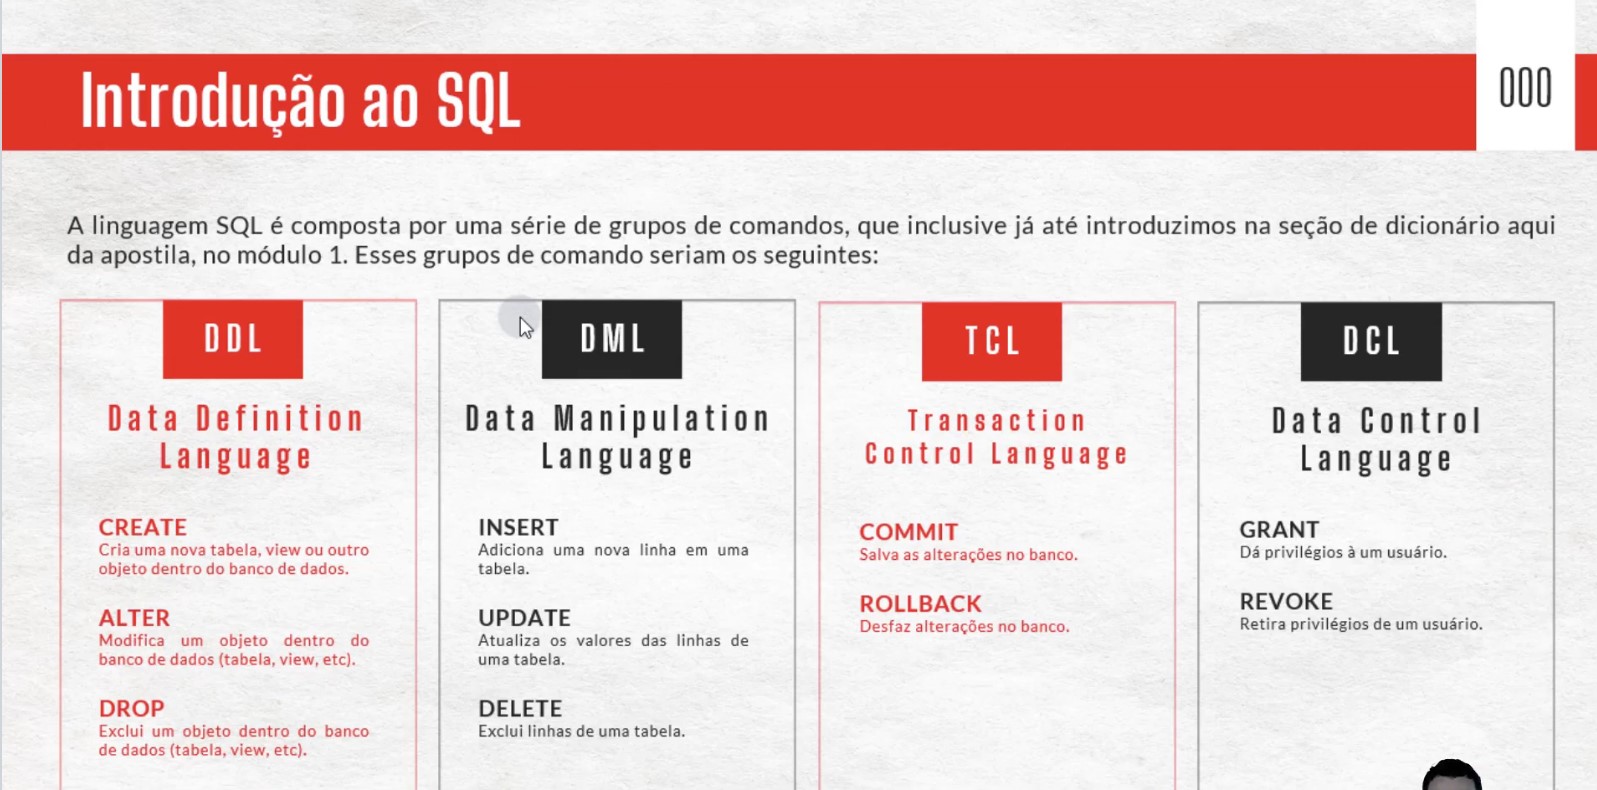 Introdução ao SQL
000
A linguagem SQL é composta por uma série de grupos de comandos, que inclusive já até introduzimos na seção de dicionário aqui
da apostila, no módulo 1. Esses grupos de comando seriam os seguintes:
DDL
Data Definition
Language
CREATE
Cria uma nova tabela, view ou outro
objeto dentro do banco de dados.
ALTER
Modifica um objeto dentro do
banco de dados (tabela, view, etc).
DROP
Exclui um objeto dentro do banco
de dados (tabela, view, etc).
DML
Data Manipulation
Language
INSERT
Adiciona uma nova linha em uma
tabela.
UPDATE
Atualiza os valores das linhas de
uma tabela.
DELETE
Exclui linhas de uma tabela.
TCL
Transaction
Control Language
COMMIT
Salva as alterações no banco.
ROLLBACK
Desfaz alterações no banco.
DCL
Data Control
Language
GRANT
Dá privilégios à um usuário.
REVOKE
Retira privilégios de um usuário.